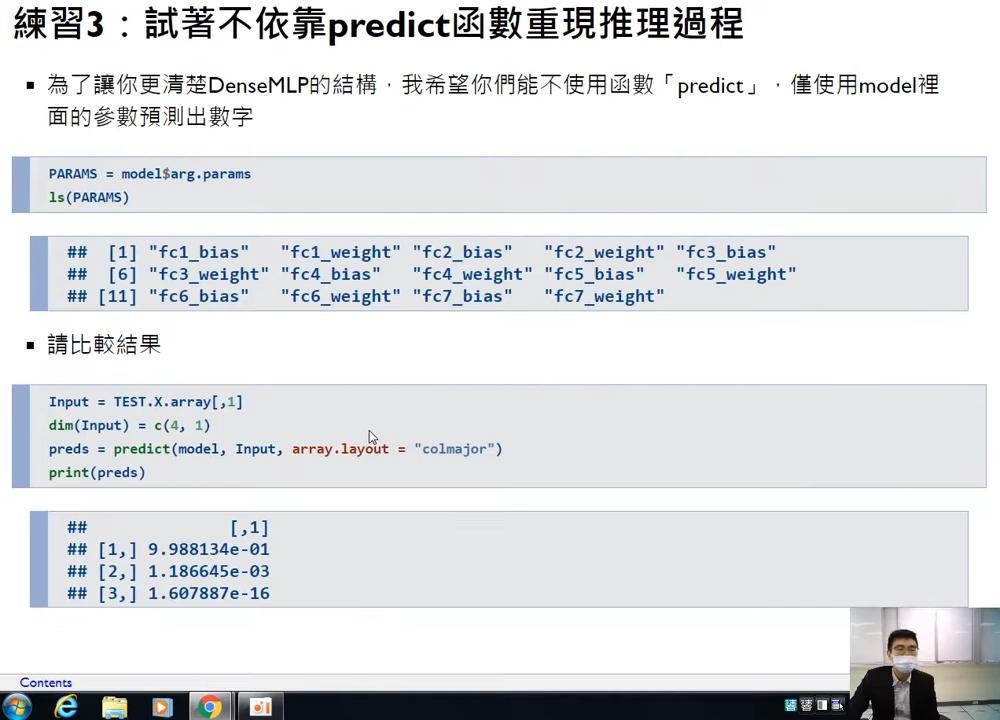 練習3：試著不依靠predict函數重現推理過程
為了讓你更清楚DenseMLP的結構，我希望你們能不使用函數「predict」，僅使用model裡
面的參數預測出數字
PARAMS = model$arg.params
ls(PARAMS)
##  [1] "fc1_bias"   "fc1_weight" "fc2_bias"   "fc2_weight" "fc3_bias"
##  [6] "fc3_weight" "fc4_bias"   "fc4_weight" "fc5_bias"   "fc5_weight"
## [11] "fc6_bias"   "fc6_weight" "fc7_bias"   "fc7_weight"
請比較結果
Input = TEST.X.array[,1]
dim(Input) = c(4, 1)
preds = predict(model, Input, array.layout = "colmajor")
print(preds)
##              [,1]
## [1,] 9.988134e-01
## [2,] 1.186645e-03
## [3,] 1.607887e-16
Contents